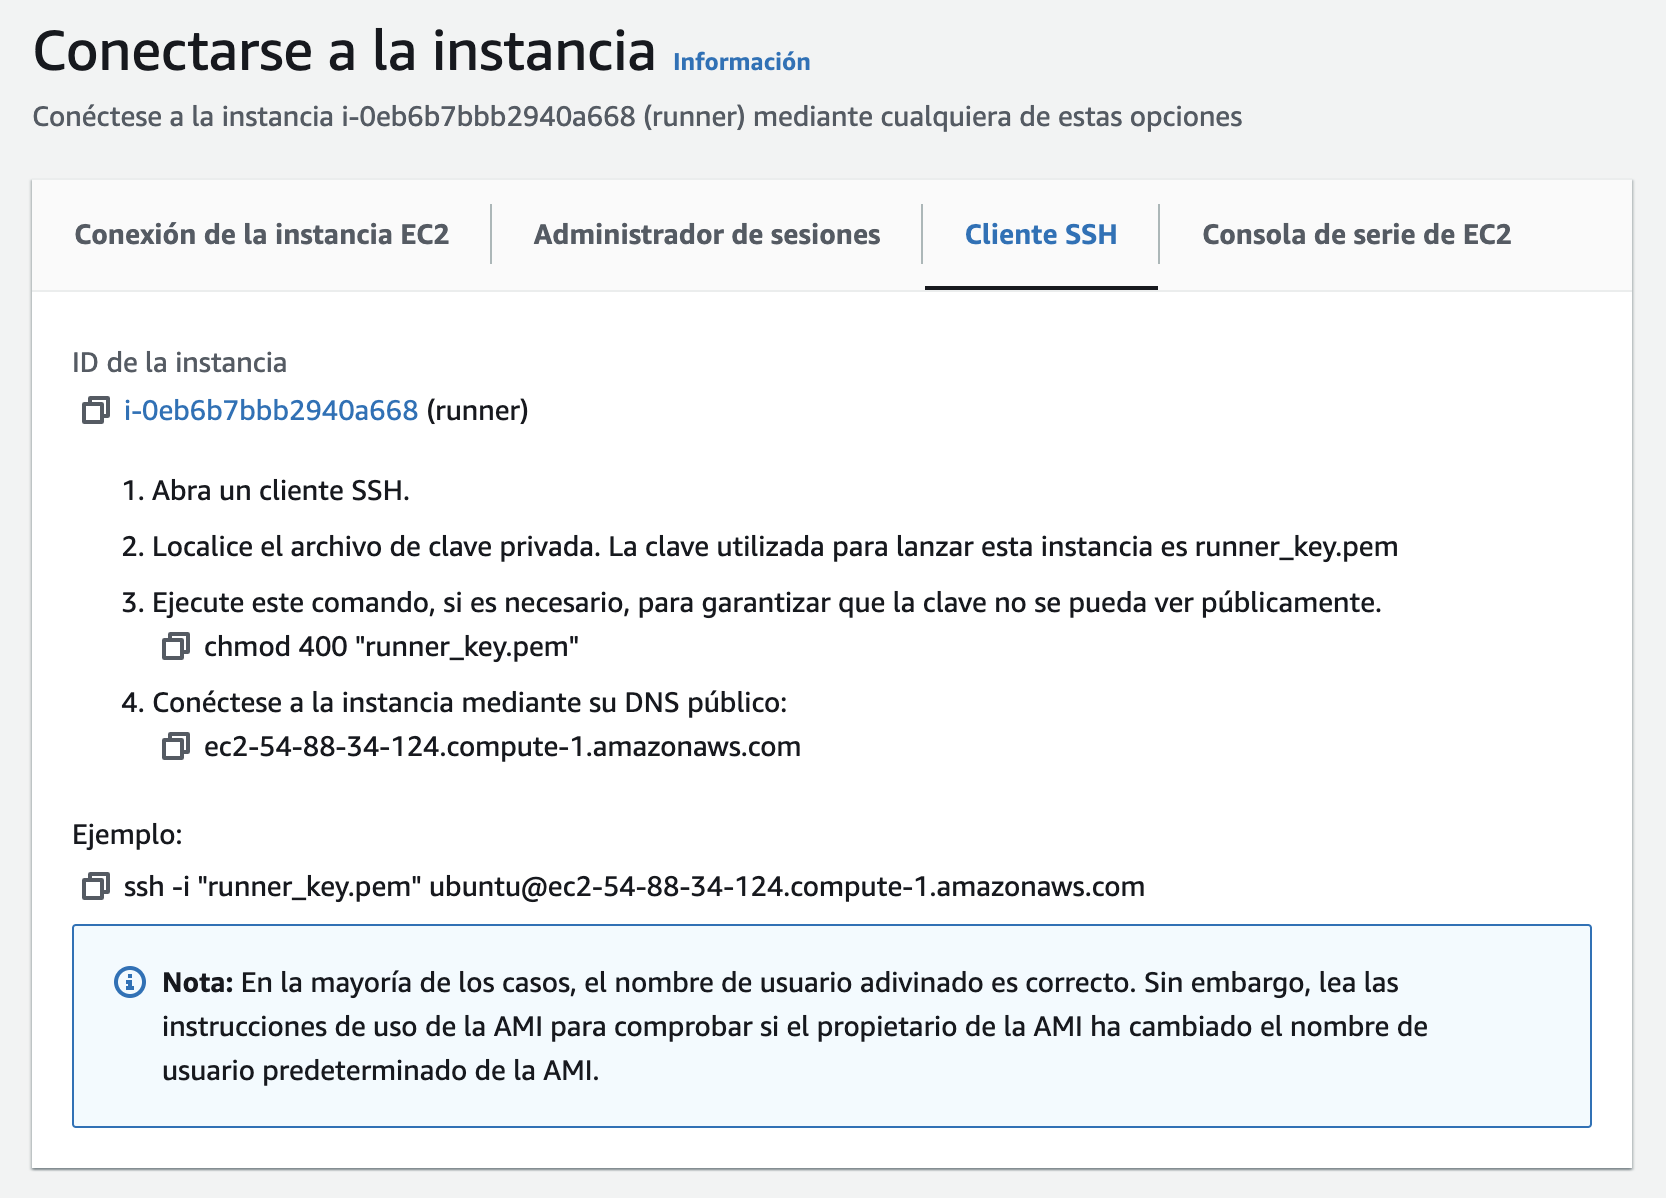 Conectarse a la instancia Información
Conéctese a la instancia i-0eb6b7bbb2940a668 (runner) mediante cualquiera de estas opciones
Conexión de la instancia EC2
Administrador de sesiones
Cliente SSH
Consola de serie de EC2
ID de la instancia
i-0eb6b7bbb2940a668 (runner)
1. Abra un cliente SSH.
2. Localice el archivo de clave privada. La clave utilizada para lanzar esta instancia es runner_key.pem
3. Ejecute este comando, si es necesario, para garantizar que la clave no se pueda ver públicamente.
chmod 400 "runner_key.pem"
4. Conéctese a la instancia mediante su DNS público:
ec2-54-88-34-124.compute-1.amazonaws.com
Ejemplo:
ssh -i "runner_key.pem" ubuntu@ec2-54-88-34-124.compute-1.amazonaws.com
Nota: En la mayoría de los casos, el nombre de usuario adivinado es correcto. Sin embargo, lea las
instrucciones de uso de la AMI para comprobar si el propietario de la AMI ha cambiado el nombre de
usuario predeterminado de la AMI.